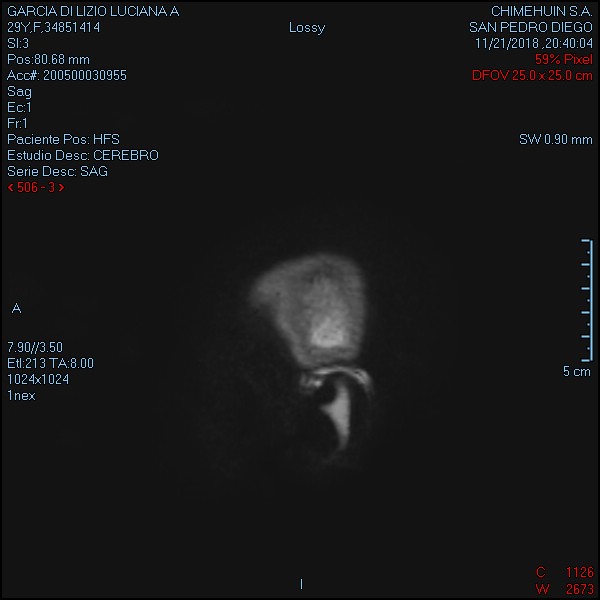 GARCIA DI LIZIO LUCIANA A
29Y,F,34851414
Sl:3
Pos:80.68 mm
Acc#: 200500030955
Sag
Ec:1
Fr:1
Paciente Pos: HFS
Estudio Desc: CEREBRO
Serie Desc: SAG
< 506 - 3 >
Lossy
CHIMEHUIN S.A.
SAN PEDRO DIEGO
11/21/2018 ,20:40:04
59% Pixel
DFOV 25.0 x 25.0 cm
SW 0.90 mm
A
7.90//3.50
Etl:213 TA:8.00
1024x1024
1nex
5 cm
I
C 1126
W 2673